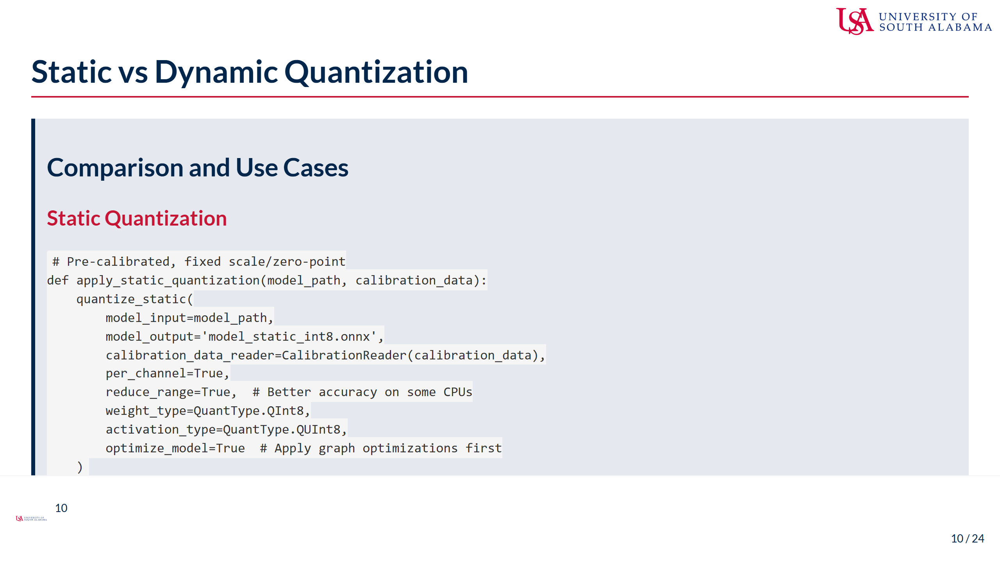 USA UNIVERSITY OF
SOUTH ALABAMA
Static vs Dynamic Quantization
Comparison and Use Cases
Static Quantization
# Pre-calibrated, fixed scale/zero-point
def apply_static_quantization(model_path, calibration_data):
    quantize_static(
        model_input=model_path,
        model_output='model_static_int8.onnx',
        calibration_data_reader=CalibrationReader(calibration_data),
        per_channel=True,
        reduce_range=True,  # Better accuracy on some CPUs
        weight_type=QuantType.QInt8,
        activation_type=QuantType.QUInt8,
        optimize_model=True  # Apply graph optimizations first
    )
10
USA UNIVERSITY OF
SOUTH ALABAMA
10 / 24